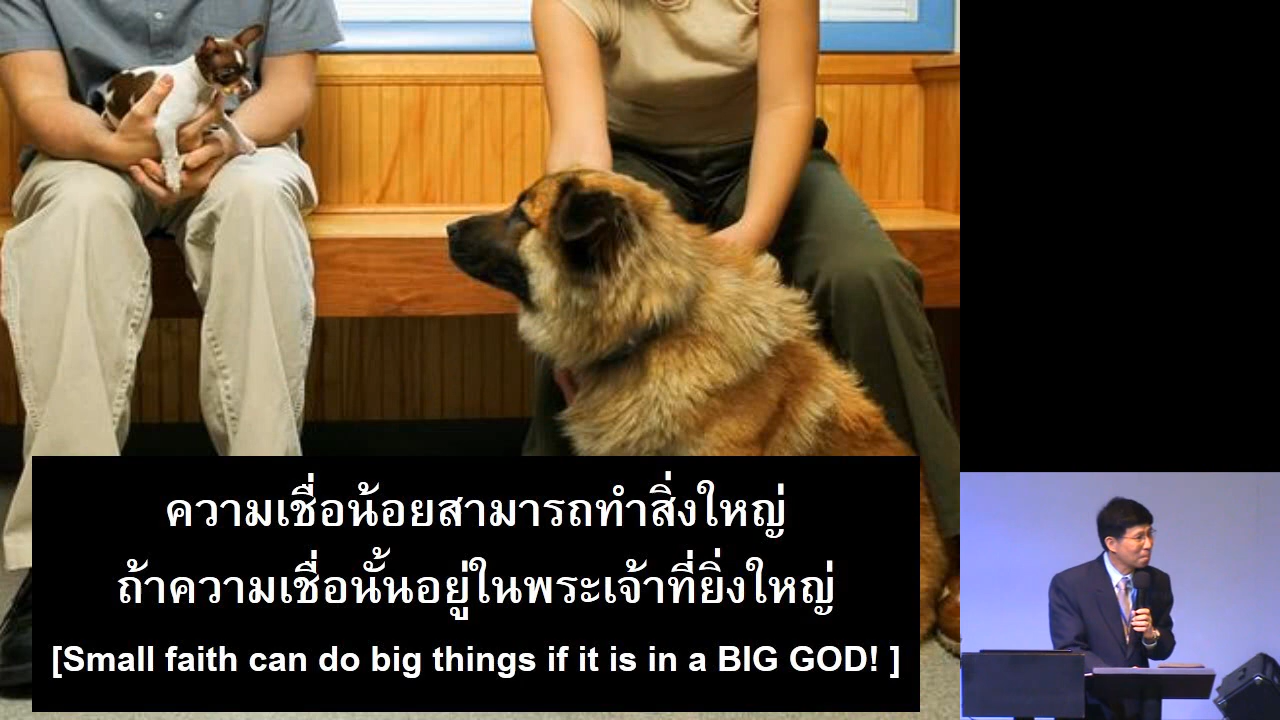 ความเชื่อน้อยสามารถทำสิ่งใหญ่
ถ้าความเชื่อนั้นอยู่ในพระเจ้าที่ยิ่งใหญ่
[Small faith can do big things if it is in a BIG GOD! ]